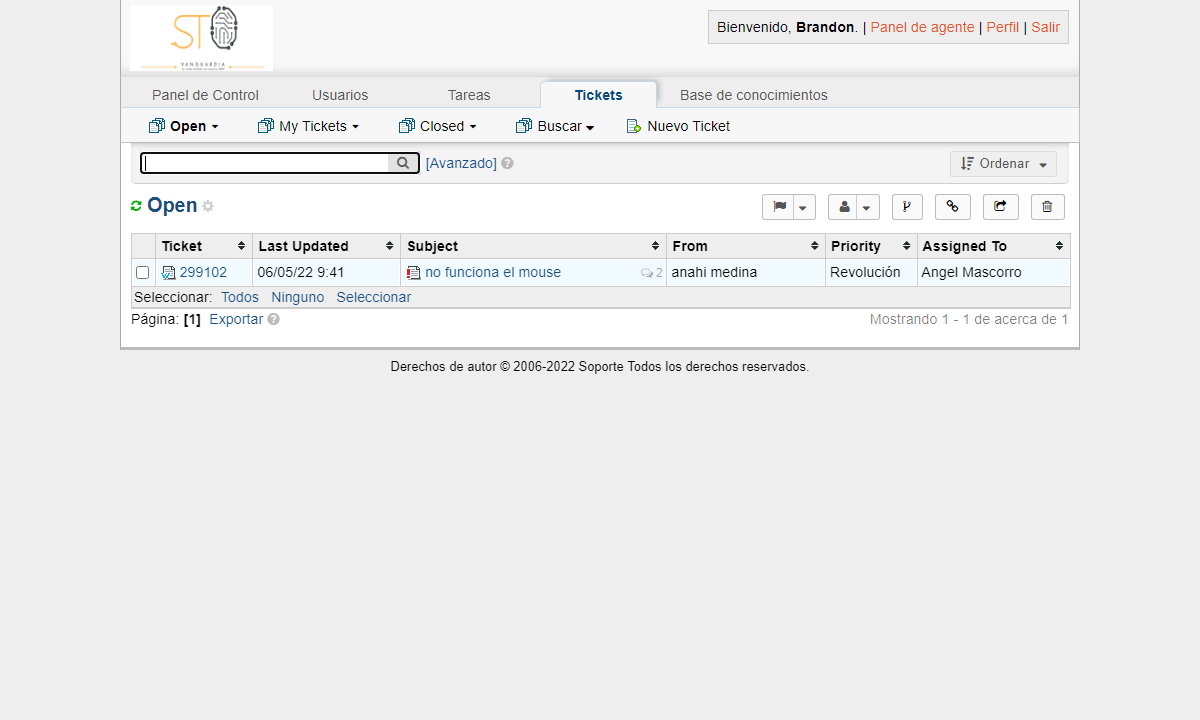 STO
VANGUARDIA
Bienvenido, Brandon. | Panel de agente | Perfil | Salir
Panel de Control Usuarios Tareas Tickets Base de conocimientos
Open My Tickets Closed Buscar Nuevo Ticket
[Avanzado] Ordenar
Open
Ticket Last Updated Subject From Priority Assigned To
299102 06/05/22 9:41 no funciona el mouse 2 anahi medina Revolución Angel Mascorro
Seleccionar: Todos Ninguno Seleccionar
Página: [1] Exportar Mostrando 1 - 1 de acerca de 1
Derechos de autor © 2006-2022 Soporte Todos los derechos reservados.